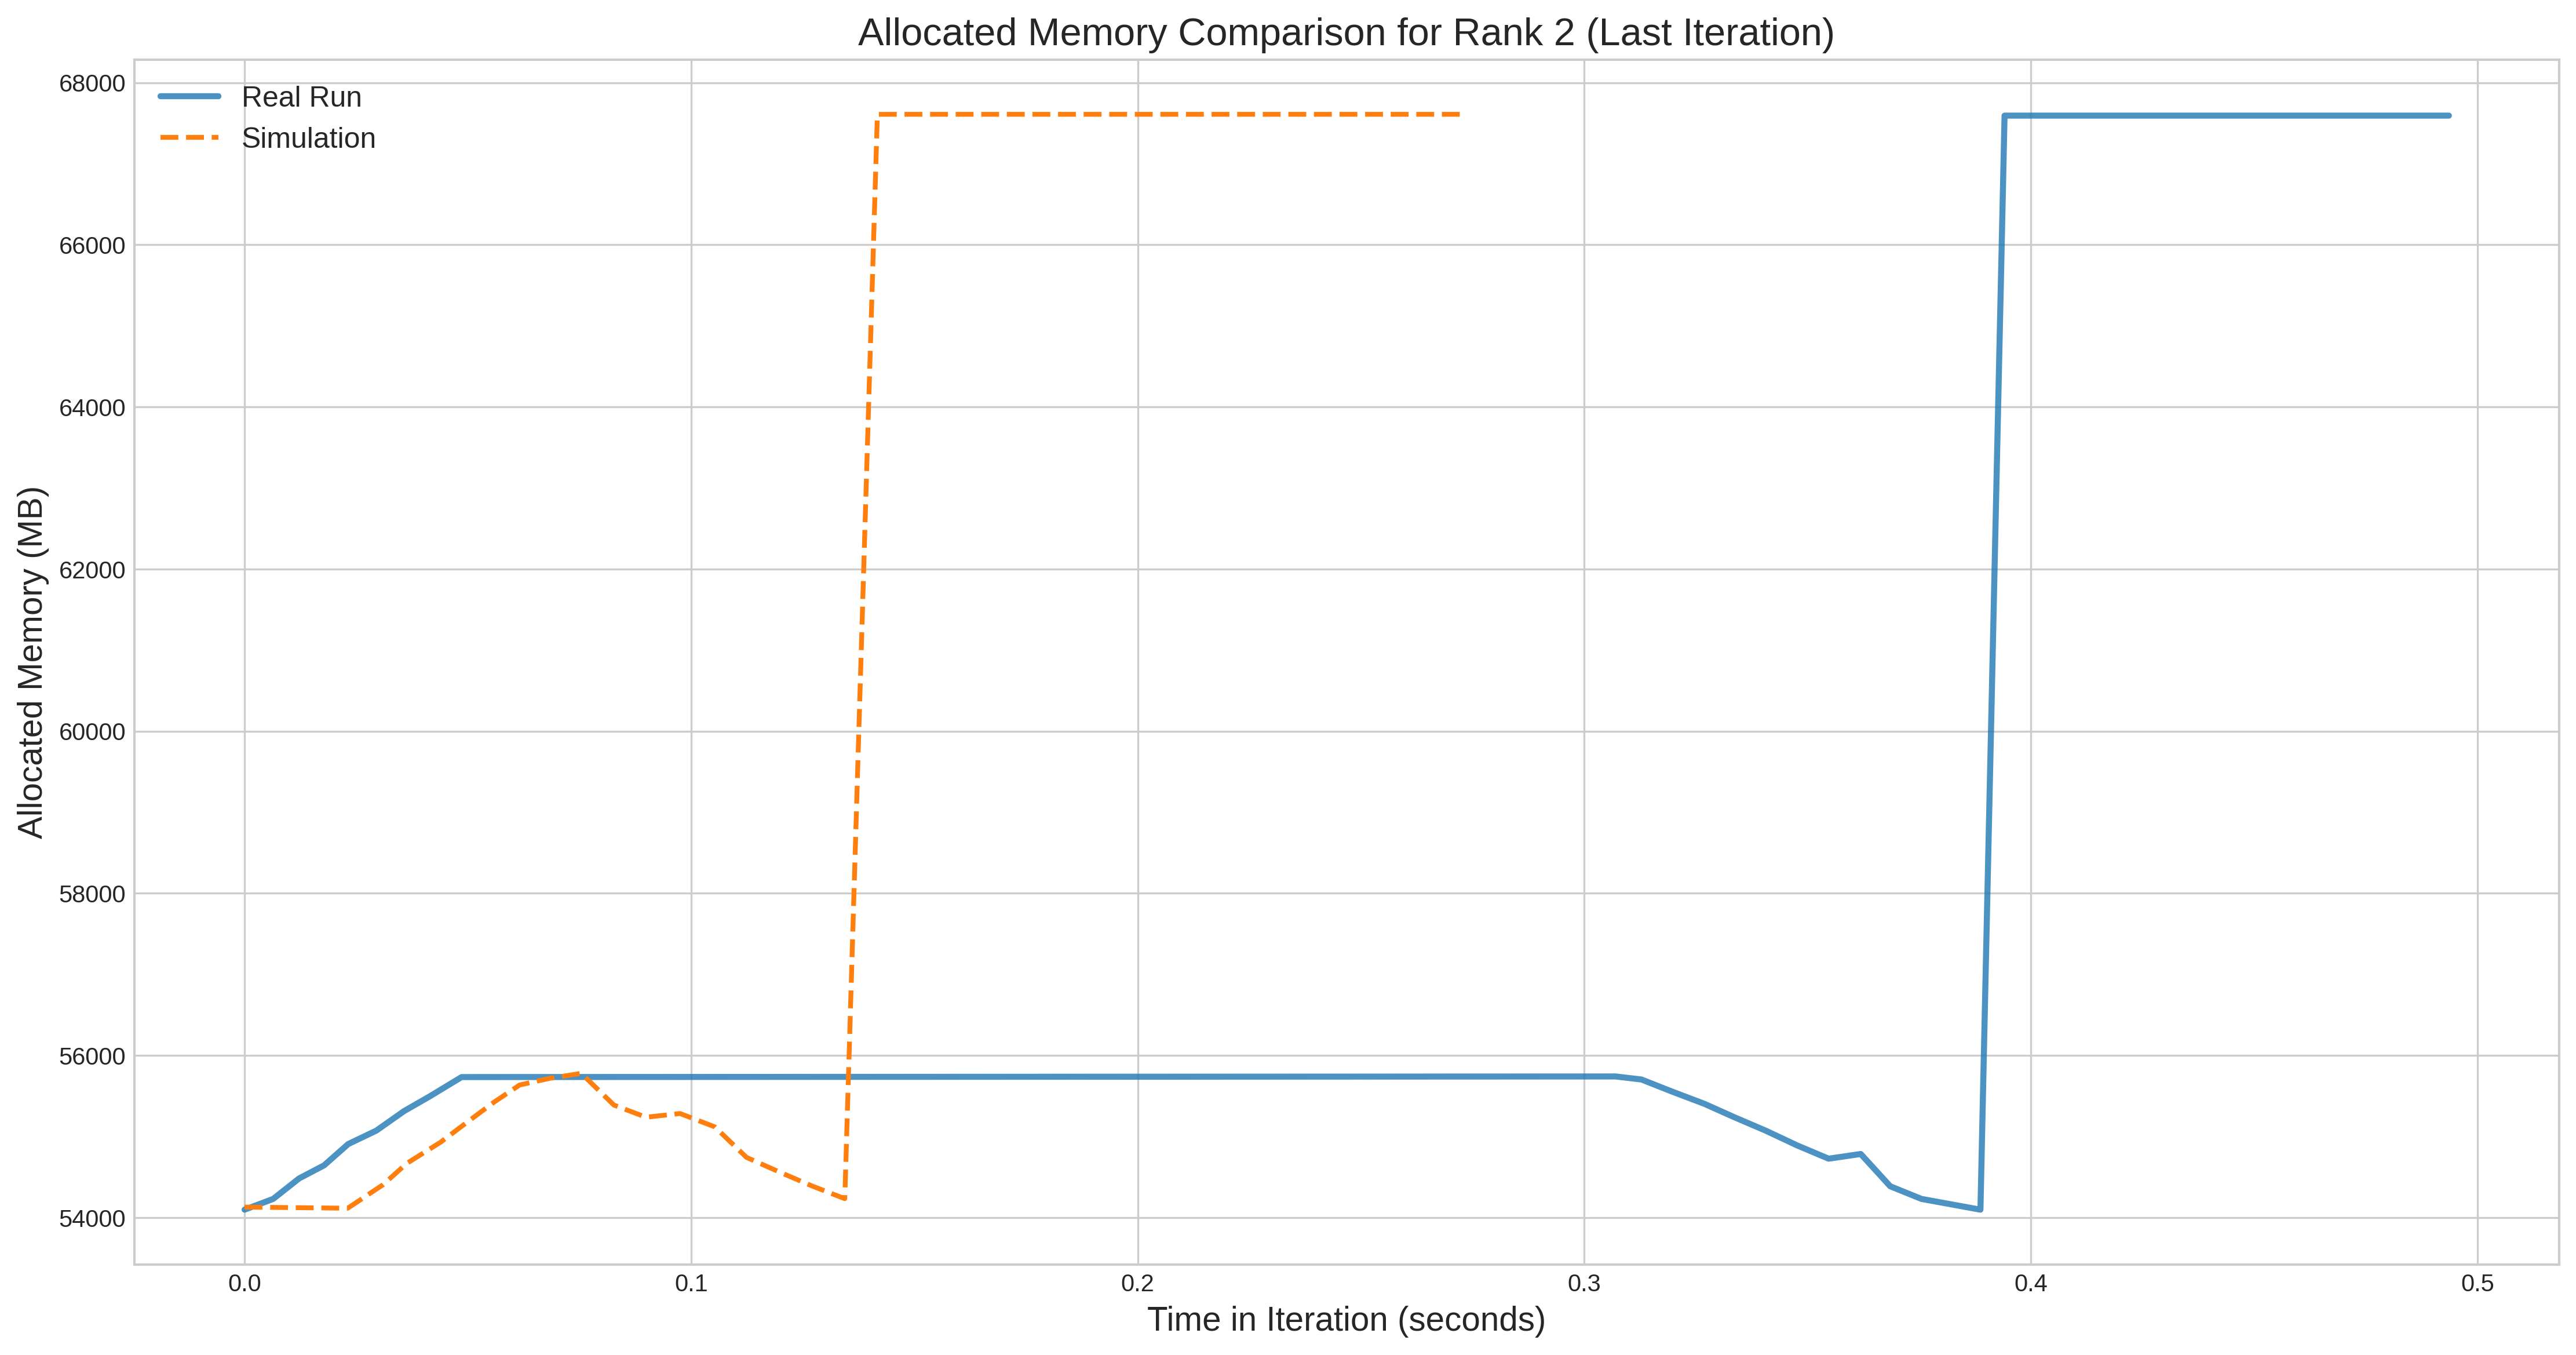 Allocated Memory Comparison for Rank 2 (Last Iteration)
Real Run
Simulation
68000
66000
64000
62000
60000
58000
56000
54000
Allocated Memory (MB)
0.0 0.1 0.2 0.3 0.4 0.5
Time in Iteration (seconds)